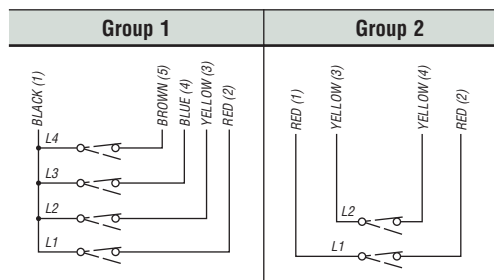 Group 1
Group 2
BLACK (1)
BROWN (5)
BLUE (4)
YELLOW (3)
RED (2)
L4
L3
L2
L1
RED (1)
YELLOW (3)
YELLOW (4)
RED (2)
L2
L1